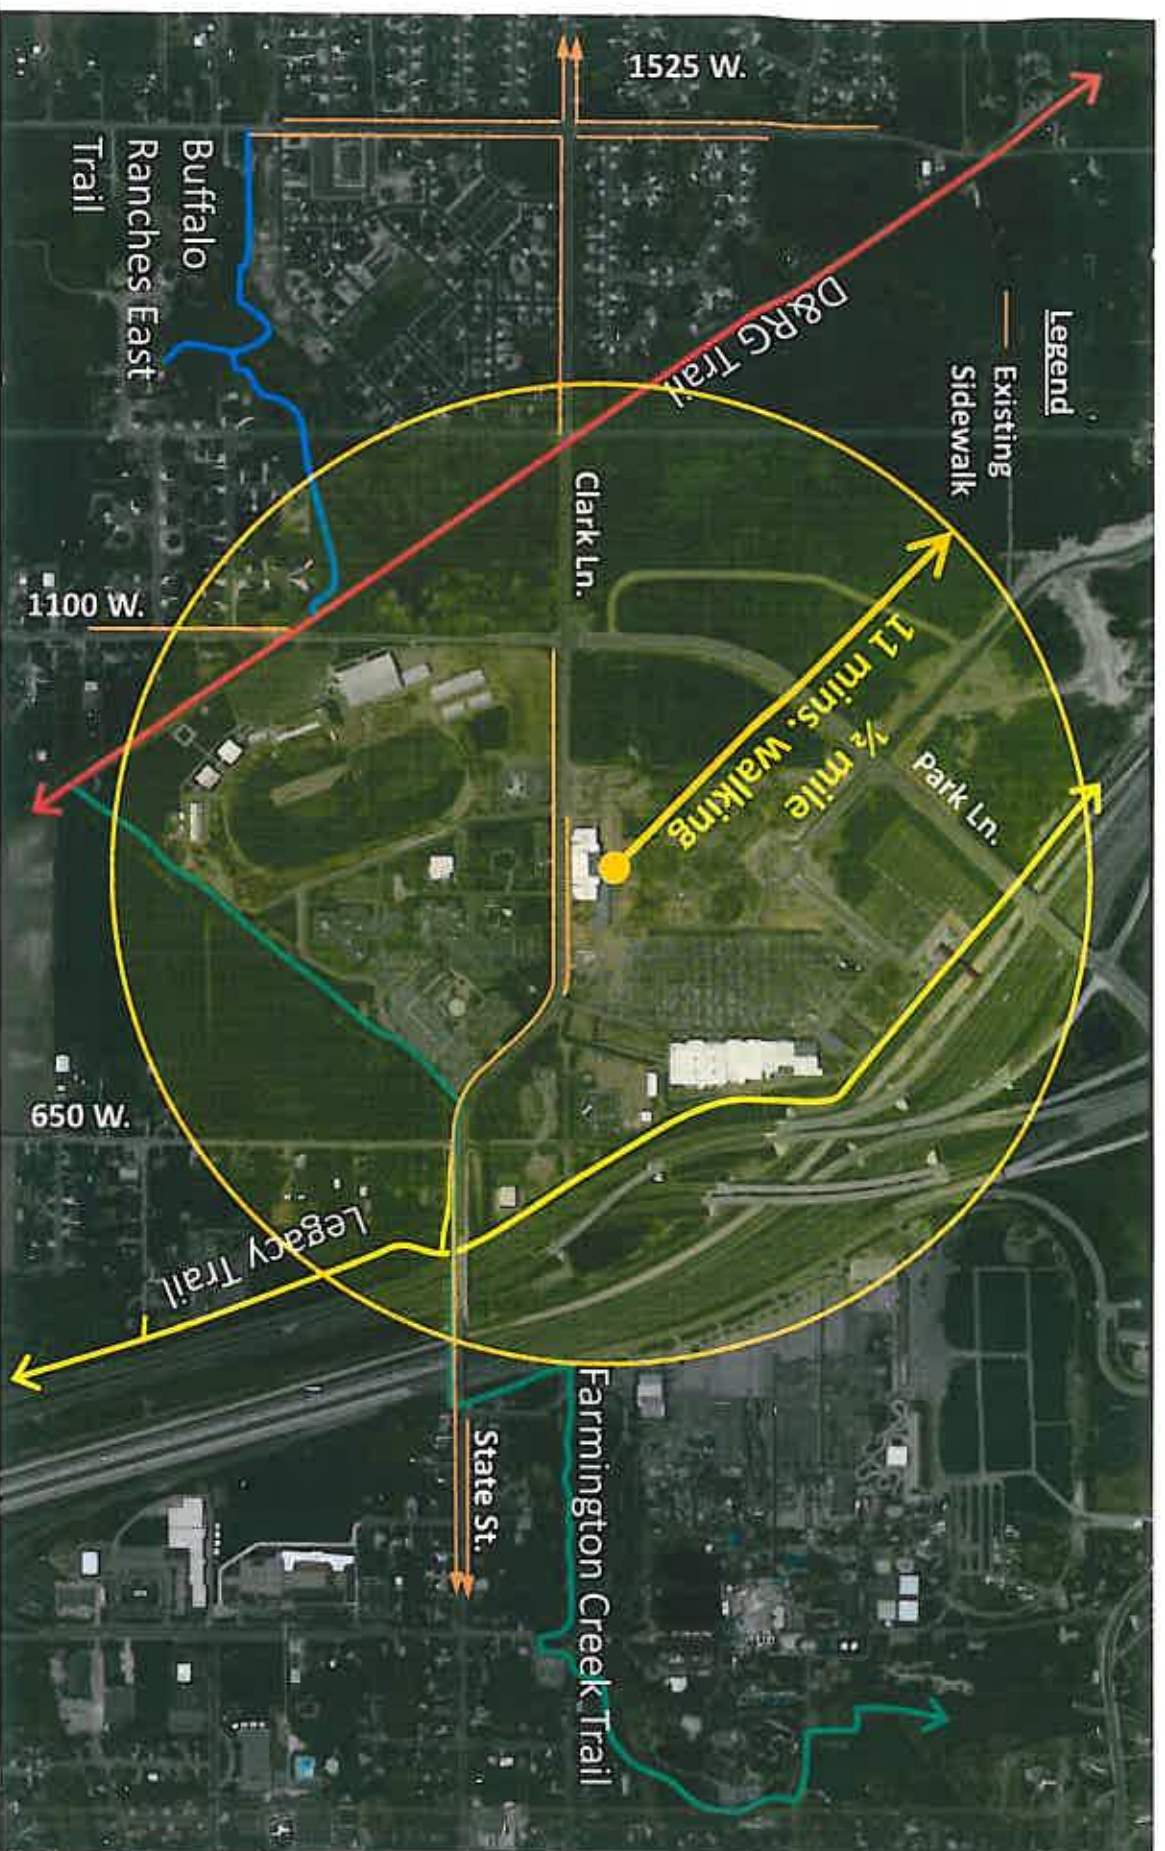 1525 W.
D&RG Trail
Legend
Existing
Sidewalk
Buffalo
Ranches East
Trail
Clark Ln.
1100 W.
½ mile
11 mins. walking
Park Ln.
650 W.
Legacy Trail
State St.
Farmington Creek Trail